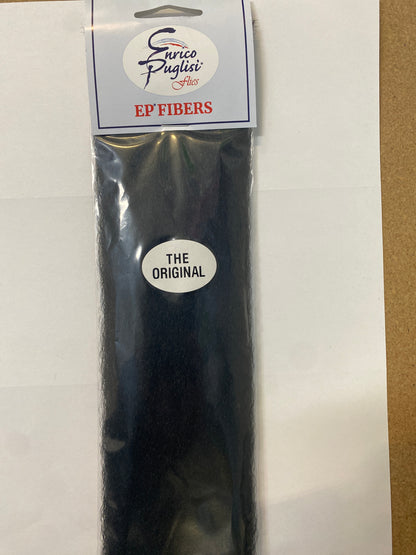 Enrico
Puglisi
Flies
EP® FIBERS
THE
ORIGINAL